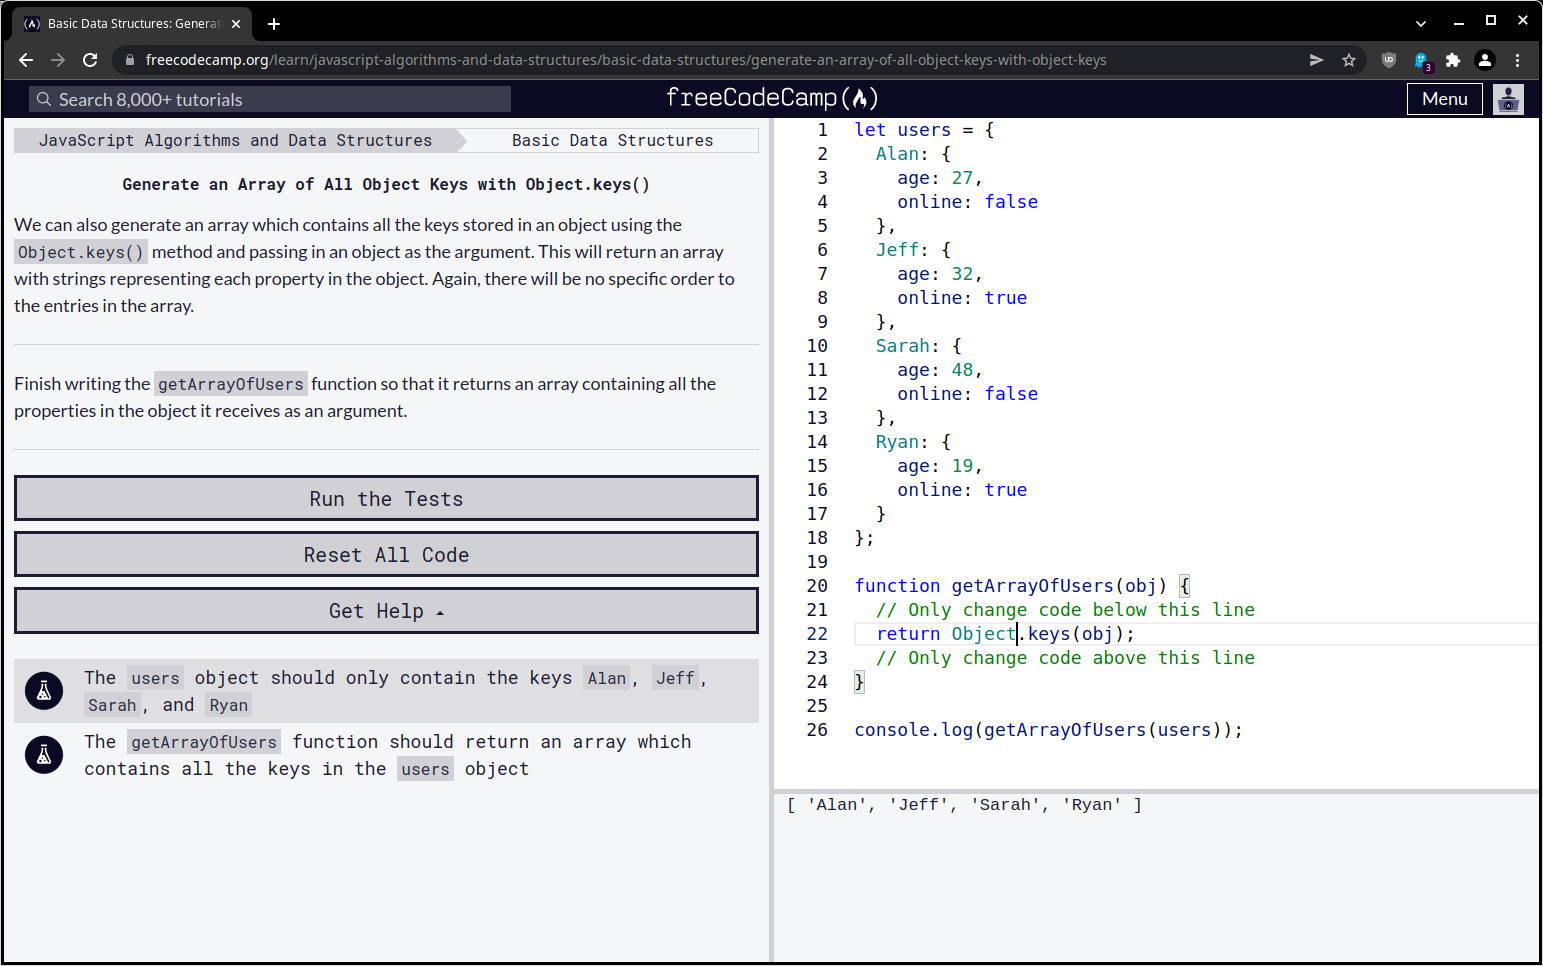 Basic Data Structures: Genera
freecodecamp.org/learn/javascript-algorithms-and-data-structures/basic-data-structures/generate-an-array-of-all-object-keys-with-object-keys
3
Search 8,000+ tutorials
freeCodeCamp(🔥)
Menu
JavaScript Algorithms and Data Structures
Basic Data Structures
Generate an Array of All Object Keys with Object.keys()
We can also generate an array which contains all the keys stored in an object using the
Object.keys() method and passing in an object as the argument. This will return an array
with strings representing each property in the object. Again, there will be no specific order to
the entries in the array.
Finish writing the getArrayOfUsers function so that it returns an array containing all the
properties in the object it receives as an argument.
Run the Tests
Reset All Code
Get Help
The users object should only contain the keys Alan, Jeff,
Sarah, and Ryan
The getArrayOfUsers function should return an array which
contains all the keys in the users object
1 let users = {
2   Alan: {
3     age: 27,
4     online: false
5   },
6   Jeff: {
7     age: 32,
8     online: true
9   },
10   Sarah: {
11     age: 48,
12     online: false
13   },
14   Ryan: {
15     age: 19,
16     online: true
17   }
18 };
19
20 function getArrayOfUsers(obj) {
21   // Only change code below this line
22   return Object.keys(obj);
23   // Only change code above this line
24 }
25
26 console.log(getArrayOfUsers(users));
[ 'Alan', 'Jeff', 'Sarah', 'Ryan' ]